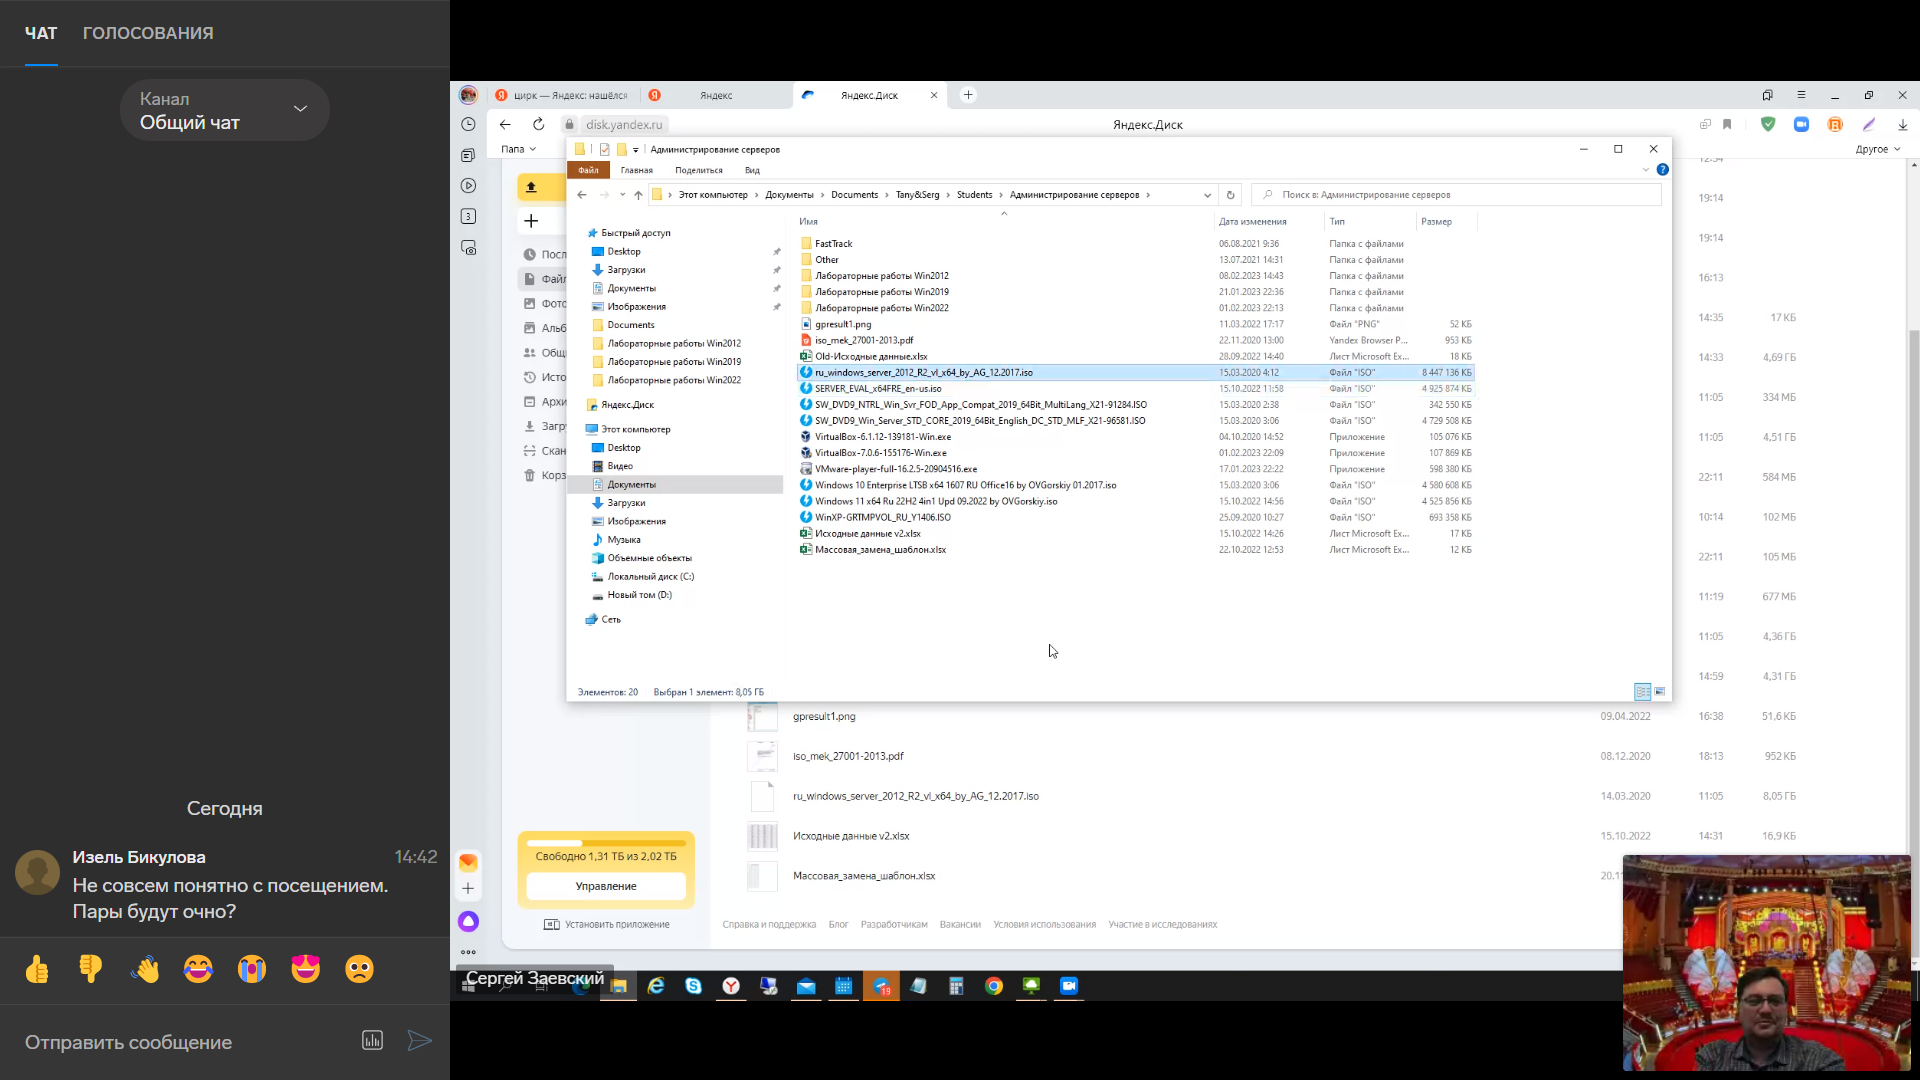 ЧАТ
ГОЛОСОВАНИЯ
Канал
Общий чат
Сегодня
Изель Бикулова
14:42
Не совсем понятно с посещением.
Пары будут очно?
Отправить сообщение
цирк — Яндекс: нашёлся
Яндекс
Яндекс.Диск
disk.yandex.ru
Яндекс.Диск
Папа
Другое
Администрирование серверов
Файл
Главная
Поделиться
Вид
Этот компьютер › Документы › Documents › Tany&Serg › Students › Администрирование серверов ›
Поиск в: Администрирование серверов
Быстрый доступ
Desktop
Загрузки
Документы
Изображения
Documents
Лабораторные работы Win2012
Лабораторные работы Win2019
Лабораторные работы Win2022
Яндекс.Диск
Этот компьютер
Desktop
Видео
Документы
Загрузки
Изображения
Музыка
Объемные объекты
Локальный диск (C:)
Новый том (D:)
Сеть
Имя Дата изменения Тип Размер
FastTrack 06.08.2021 9:36 Папка с файлами
Other 13.07.2021 14:31 Папка с файлами
Лабораторные работы Win2012 08.02.2023 14:43 Папка с файлами
Лабораторные работы Win2019 21.01.2023 22:36 Папка с файлами
Лабораторные работы Win2022 01.02.2023 22:13 Папка с файлами
gpresult1.png 11.03.2022 17:17 Файл "PNG" 52 КБ
iso_mek_27001-2013.pdf 22.11.2020 13:00 Yandex Browser P... 953 КБ
Old-Исходные данные.xlsx 28.09.2022 14:40 Лист Microsoft Ex... 18 КБ
ru_windows_server_2012_R2_vl_x64_by_AG_12.2017.iso 15.03.2020 4:12 Файл "ISO" 8 447 136 КБ
SERVER_EVAL_x64FRE_en-us.iso 15.10.2022 11:58 Файл "ISO" 4 925 874 КБ
SW_DVD9_NTRL_Win_Svr_FOD_App_Compat_2019_64Bit_MultiLang_X21-91284.ISO 15.03.2020 2:38 Файл "ISO" 342 550 КБ
SW_DVD9_Win_Server_STD_CORE_2019_64Bit_English_DC_STD_MLF_X21-96581.ISO 15.03.2020 3:06 Файл "ISO" 4 729 508 КБ
VirtualBox-6.1.12-139181-Win.exe 04.10.2020 14:52 Приложение 105 076 КБ
VirtualBox-7.0.6-155176-Win.exe 01.02.2023 22:09 Приложение 107 869 КБ
VMware-player-full-16.2.5-20904516.exe 17.01.2023 22:22 Приложение 598 380 КБ
Windows 10 Enterprise LTSB x64 1607 RU Office16 by OVGorskiy 01.2017.iso 15.03.2020 3:06 Файл "ISO" 4 580 608 КБ
Windows 11 x64 Ru 22H2 4in1 Upd 09.2022 by OVGorskiy.iso 15.10.2022 14:56 Файл "ISO" 4 525 856 КБ
WinXP-GRTMPVOL_RU_Y1406.ISO 25.09.2020 10:27 Файл "ISO" 693 358 КБ
Исходные данные v2.xlsx 15.10.2022 14:26 Лист Microsoft Ex... 17 КБ
Массовая_замена_шаблон.xlsx 22.10.2022 12:53 Лист Microsoft Ex... 12 КБ
Элементов: 20 Выбран 1 элемент: 8,05 ГБ
Посл
Файл
Фото
Альб
Общ
Исто
Архи
Загр
Скан
Корз
19:14
19:14
16:13
14:35 17 КБ
14:33 4,69 ГБ
11:05 334 МБ
11:05 4,51 ГБ
22:11 584 МБ
10:14 102 МБ
22:11 105 МБ
11:19 677 МБ
11:05 4,36 ГБ
14:59 4,31 ГБ
gpresult1.png 09.04.2022 16:38 51,6 КБ
iso_mek_27001-2013.pdf 08.12.2020 18:13 952 КБ
ru_windows_server_2012_R2_vl_x64_by_AG_12.2017.iso 14.03.2020 11:05 8,05 ГБ
Исходные данные v2.xlsx 15.10.2022 14:31 16,9 КБ
Массовая_замена_шаблон.xlsx
Свободно 1,31 ТБ из 2,02 ТБ
Управление
Установить приложение
Справка и поддержка Блог Разработчикам Вакансии Условия использования Участие в исследованиях
Сергей Заевский
19